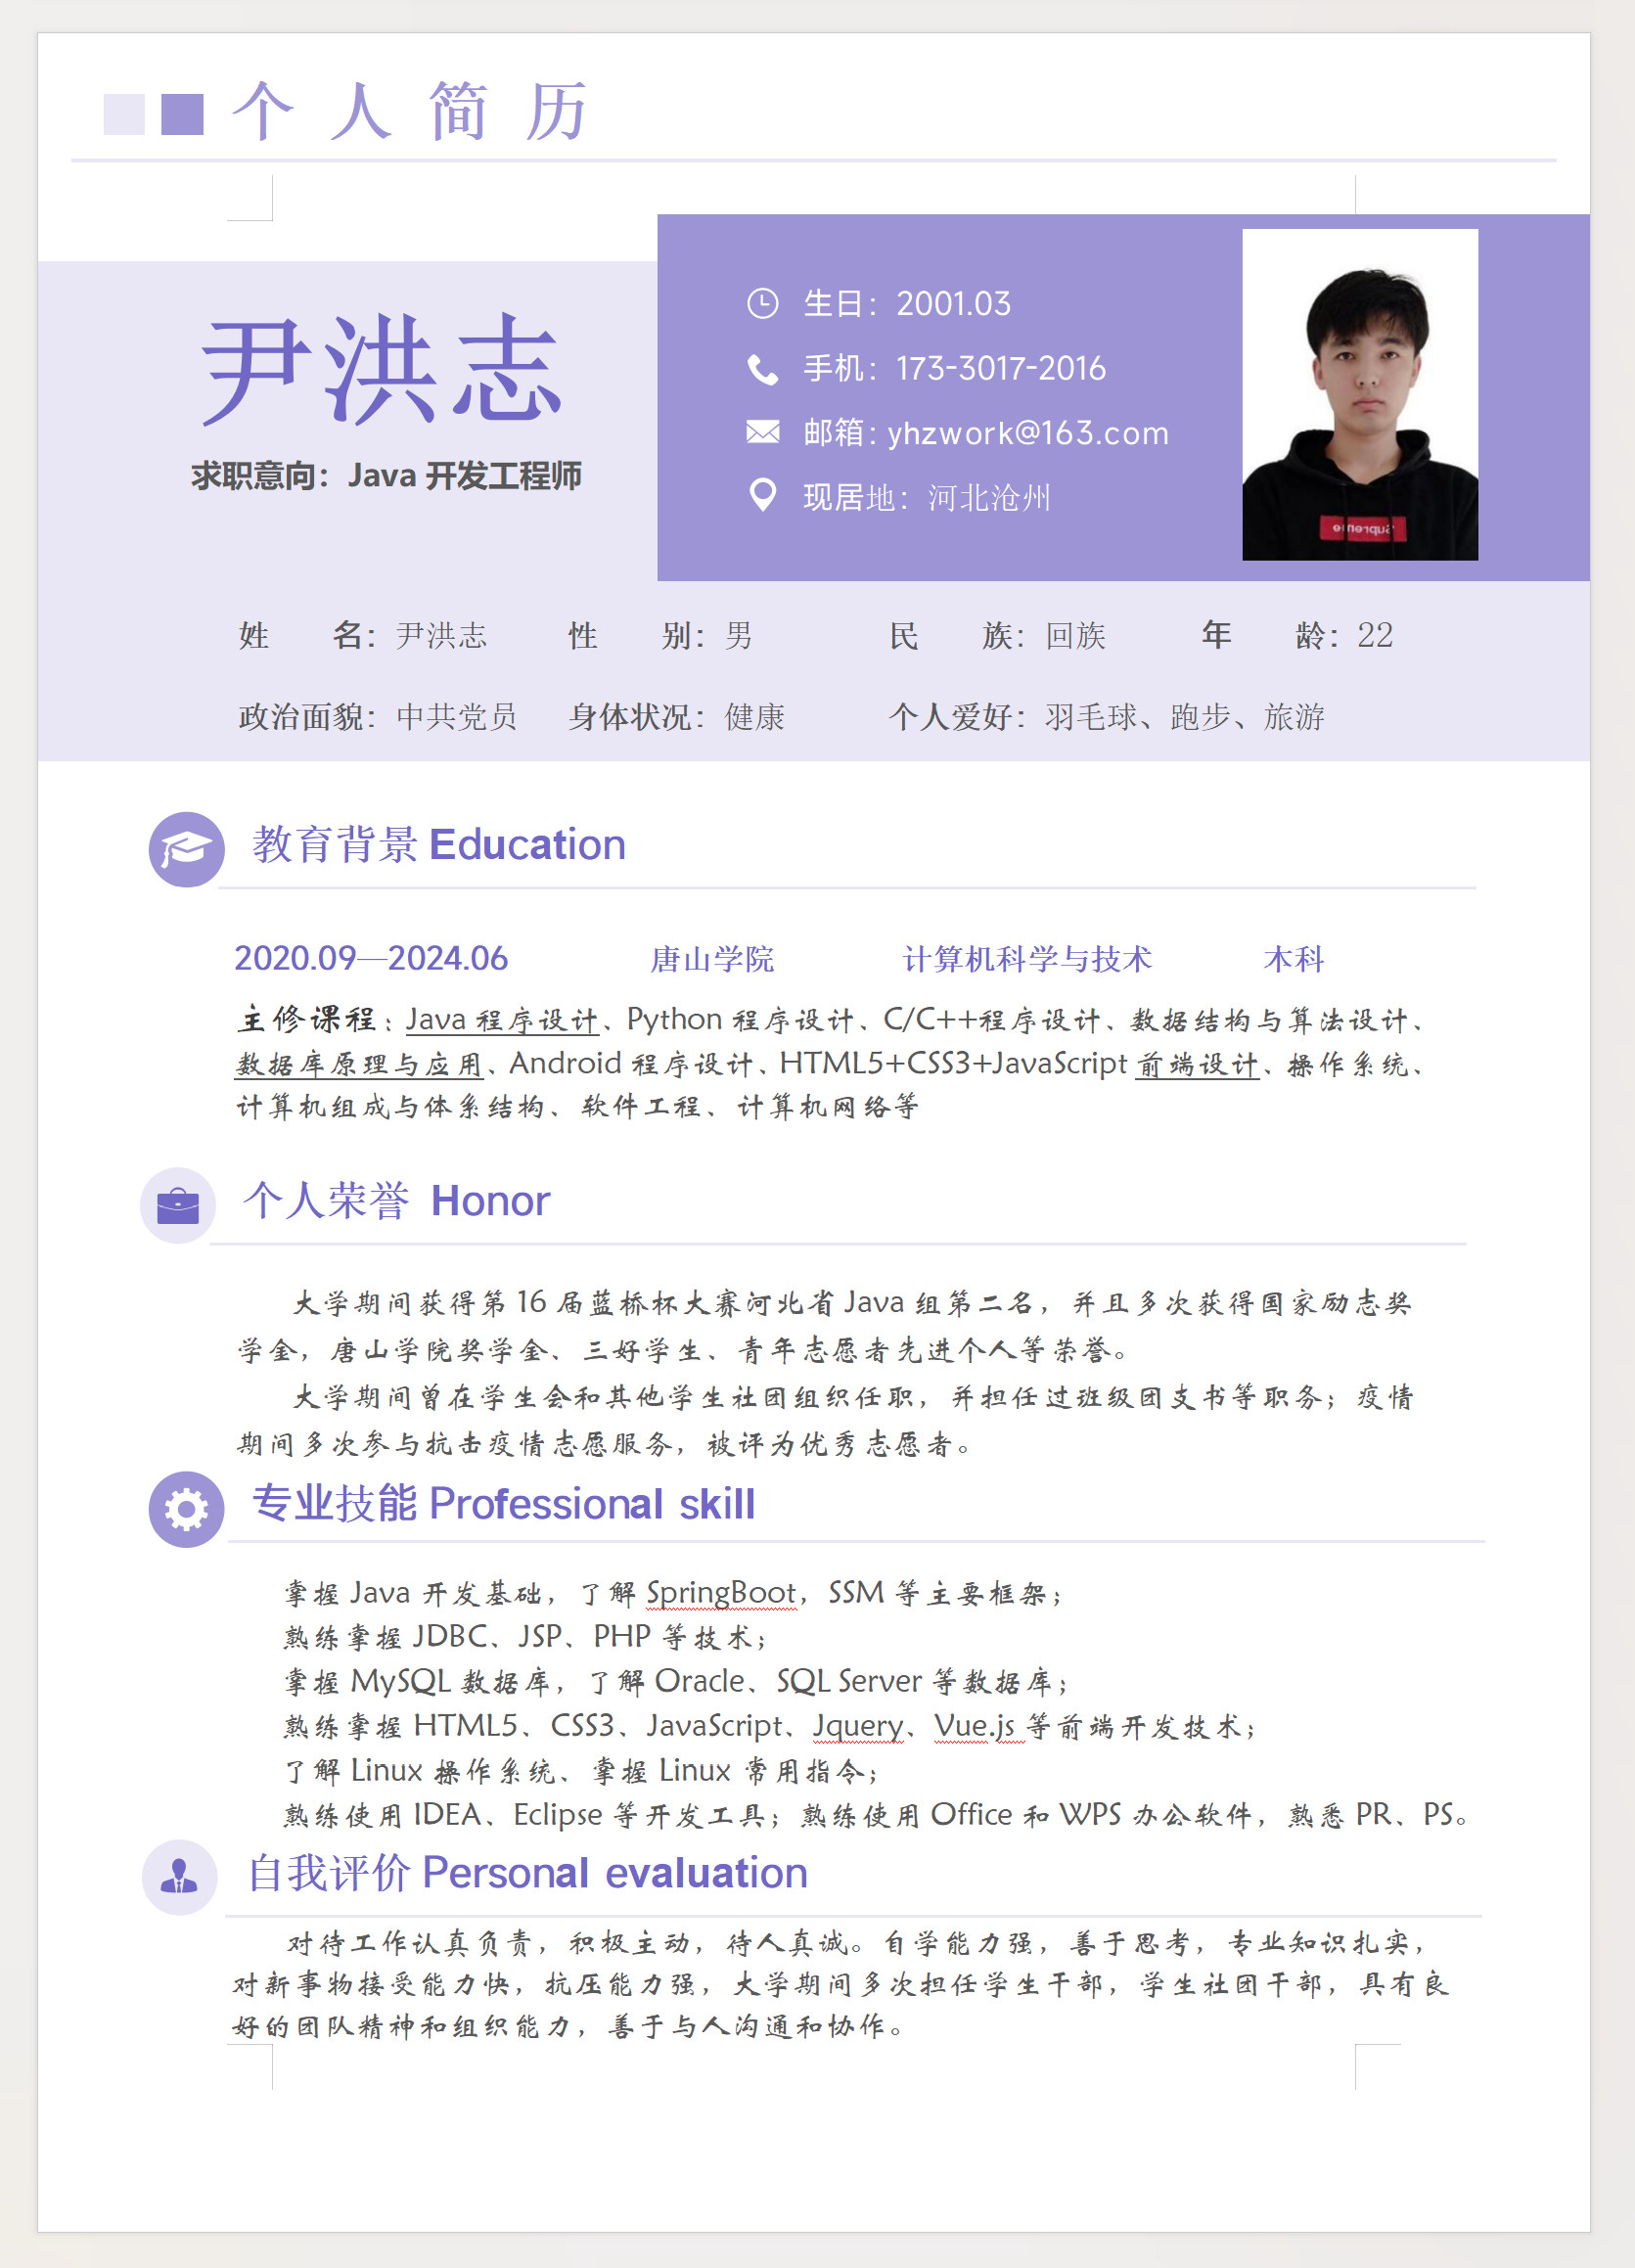 个人简历
尹洪志
求职意向：Java 开发工程师
生日：2001.03
手机：173-3017-2016
邮箱：yhzwork@163.com
现居地：河北沧州
Supreme
姓 名：尹洪志 性 别：男 民 族：回族 年 龄：22
政治面貌：中共党员 身体状况：健康 个人爱好：羽毛球、跑步、旅游
教育背景 Education
2020.09—2024.06 唐山学院 计算机科学与技术 本科
主修课程：Java 程序设计、Python 程序设计、C/C++程序设计、数据结构与算法设计、
数据库原理与应用、Android 程序设计、HTML5+CSS3+JavaScript 前端设计、操作系统、
计算机组成与体系结构、软件工程、计算机网络等
个人荣誉 Honor
大学期间获得第 16 届蓝桥杯大赛河北省 Java 组第二名，并且多次获得国家励志奖
学金，唐山学院奖学金、三好学生、青年志愿者先进个人等荣誉。
大学期间曾在学生会和其他学生社团组织任职，并担任过班级团支书等职务；疫情
期间多次参与抗击疫情志愿服务，被评为优秀志愿者。
专业技能 Professional skill
掌握 Java 开发基础，了解 SpringBoot，SSM 等主要框架；
熟练掌握 JDBC、JSP、PHP 等技术；
掌握 MySQL 数据库，了解 Oracle、SQL Server 等数据库；
熟练掌握 HTML5、CSS3、JavaScript、Jquery、Vue.js 等前端开发技术；
了解 Linux 操作系统、掌握 Linux 常用指令；
熟练使用 IDEA、Eclipse 等开发工具；熟练使用 Office 和 WPS 办公软件，熟悉 PR、PS。
自我评价 Personal evaluation
对待工作认真负责，积极主动，待人真诚。自学能力强，善于思考，专业知识扎实，
对新事物接受能力快，抗压能力强，大学期间多次担任学生干部，学生社团干部，具有良
好的团队精神和组织能力，善于与人沟通和协作。